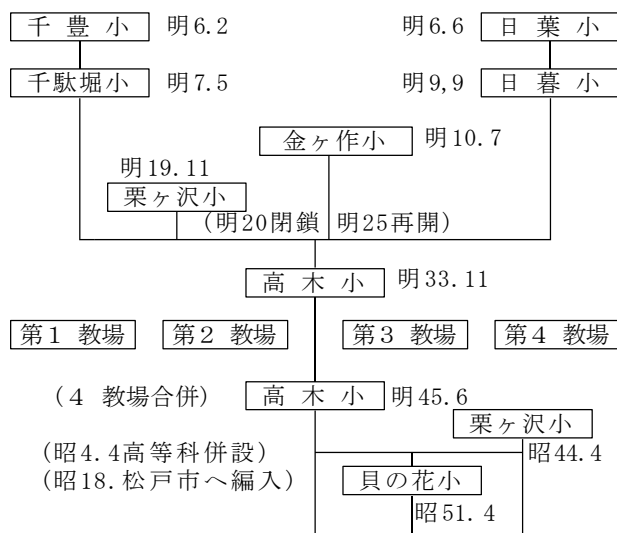 千豊小 明6.2 明6.6 日葉小
千駄堀小 明7.5 明9,9 日暮小
金ヶ作小 明10.7
明19.11
栗ヶ沢小
(明20閉鎖 明25再開)
高木小 明33.11
第1 教場 第2 教場 第3 教場 第4 教場
(4 教場合併) 高木小 明45.6
栗ヶ沢小
(昭4.4高等科併設) 昭44.4
(昭18.松戸市へ編入) 貝の花小
昭51.4